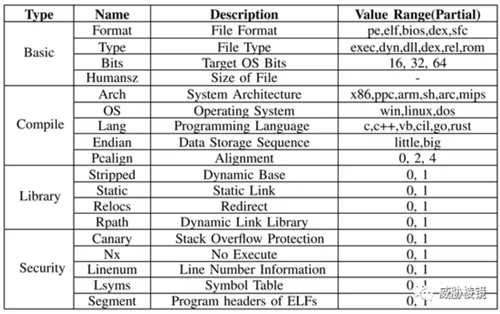 Type Name Description Value Range(Partial)
Basic
Format File Format pe,elf,bios,dex,sfc
Type File Type exec,dyn,dll,dex,rel,rom
Bits Target OS Bits 16, 32, 64
Humansz Size of File -
Compile
Arch System Architecture x86,ppc,arm,sh,arc,mips
OS Operating System win,linux,dos
Lang Programming Language c,c++,vb,cil,go,rust
Endian Data Storage Sequence little,big
Pcalign Alignment 0, 2, 4
Library
Stripped Dynamic Base 0, 1
Static Static Link 0, 1
Relocs Redirect 0, 1
Rpath Dynamic Link Library 0, 1
Security
Canary Stack Overflow Protection 0, 1
Nx No Execute 0, 1
Linenum Line Number Information 0, 1
Lsyms Symbol Table 0, 1
Segment Program headers of ELFs 0, 1
威胁棱镜